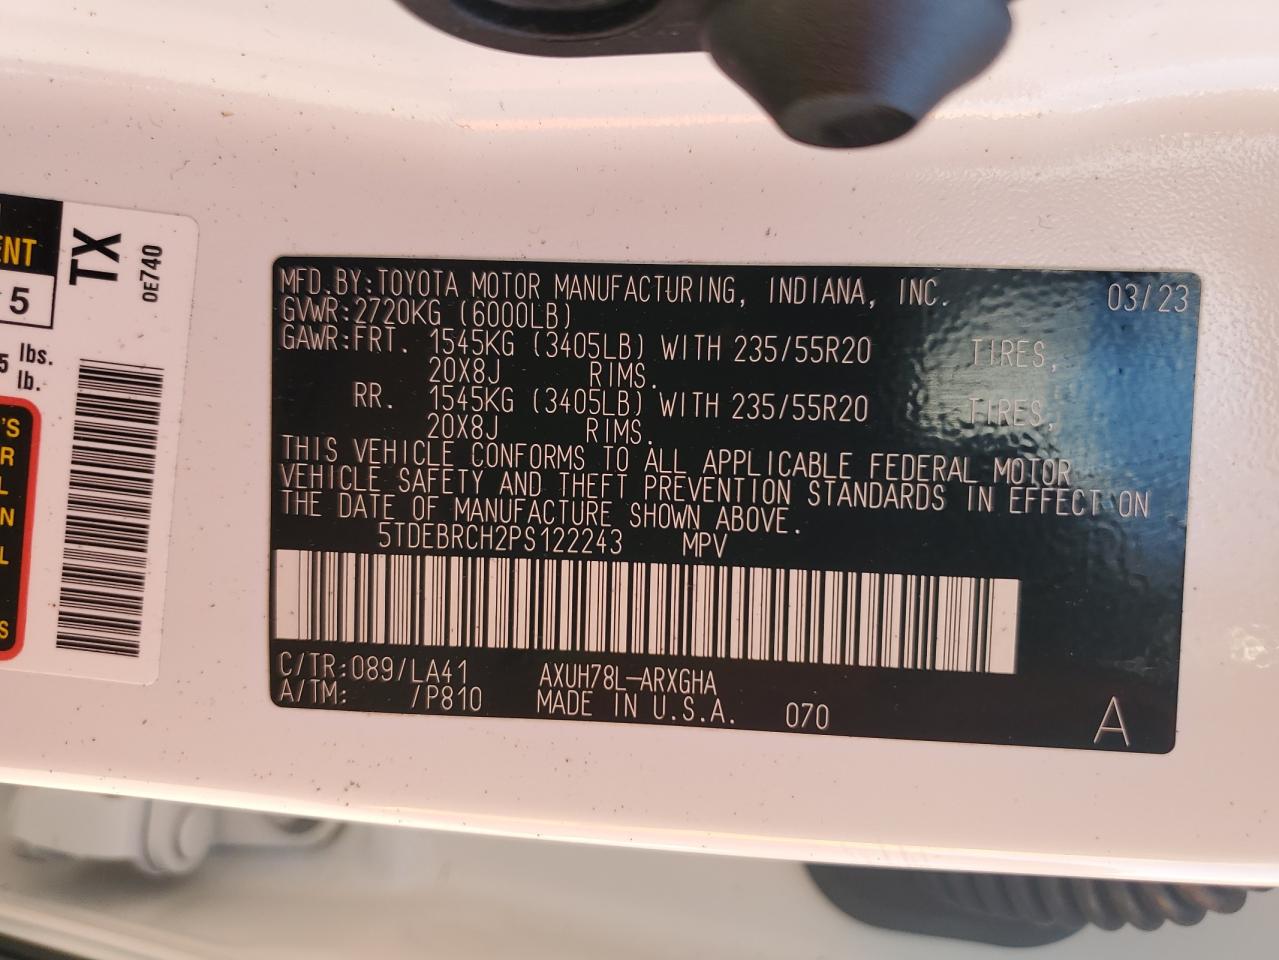 ENT
5
TX
0E740
5 lbs.
lb.
'S
R
L
N
L
S
MFD.BY:TOYOTA MOTOR MANUFACTURING, INDIANA, INC. 03/23
GVWR:2720KG (6000LB)
GAWR:FRT. 1545KG (3405LB) WITH 235/55R20 TIRES,
20X8J RIMS.
RR. 1545KG (3405LB) WITH 235/55R20 TIRES,
20X8J RIMS.
THIS VEHICLE CONFORMS TO ALL APPLICABLE FEDERAL MOTOR
VEHICLE SAFETY AND THEFT PREVENTION STANDARDS IN EFFECT ON
THE DATE OF MANUFACTURE SHOWN ABOVE.
5TDEBRCH2PS122243 MPV
C/TR:089/LA41 AXUH78L-ARXGHA
A/TM: /P810 MADE IN U.S.A. 070 A